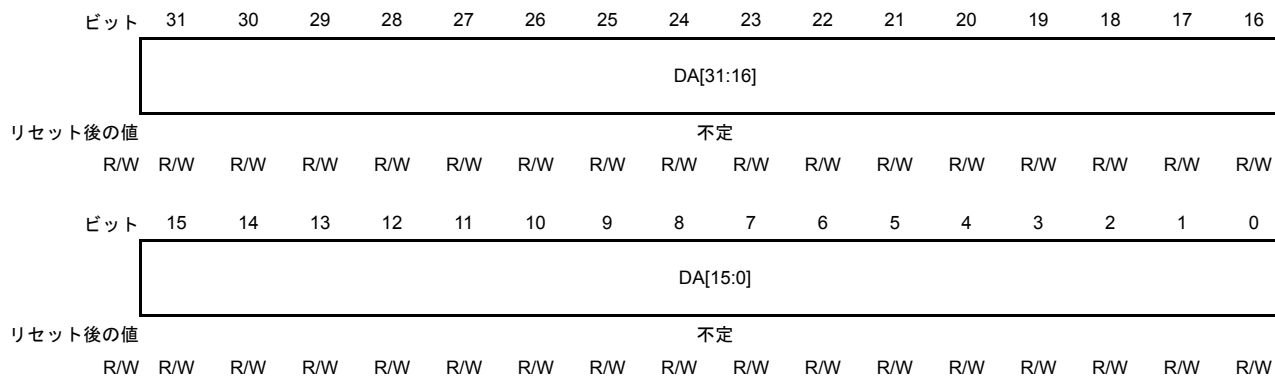 ビット 31 30 29 28 27 26 25 24 23 22 21 20 19 18 17 16
DA[31:16]
リセット後の値 不定
R/W R/W R/W R/W R/W R/W R/W R/W R/W R/W R/W R/W R/W R/W R/W R/W R/W
ビット 15 14 13 12 11 10 9 8 7 6 5 4 3 2 1 0
DA[15:0]
リセット後の値 不定
R/W R/W R/W R/W R/W R/W R/W R/W R/W R/W R/W R/W R/W R/W R/W R/W R/W